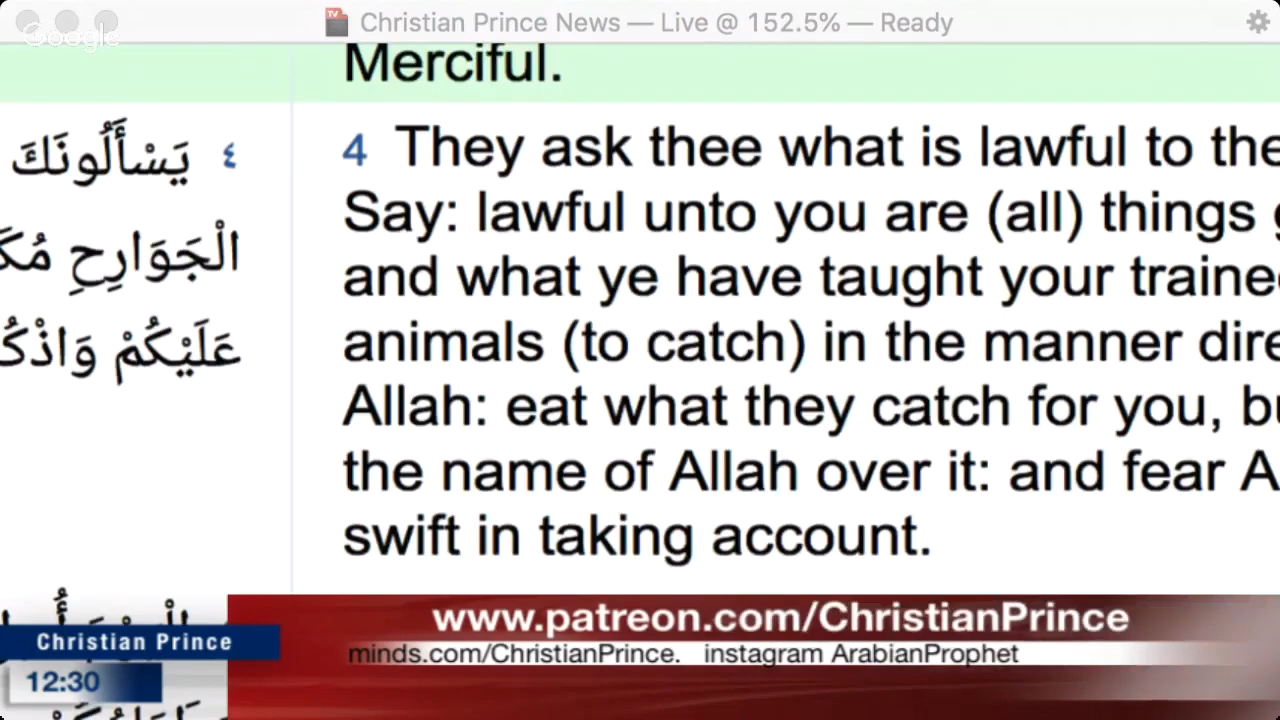 Christian Prince News — Live @ 152.5% — Ready
Google
Merciful.
٤ يَسْأَلُونَكَ
الْجَوَارِحِ
عَلَيْكُمْ
4 They ask thee what is lawful to the
Say: lawful unto you are (all) things
and what ye have taught your traine
animals (to catch) in the manner dire
Allah: eat what they catch for you, bu
the name of Allah over it: and fear A
swift in taking account.
www.patreon.com/ChristianPrince
Christian Prince
minds.com/ChristianPrince. instagram ArabianProphet
12:30